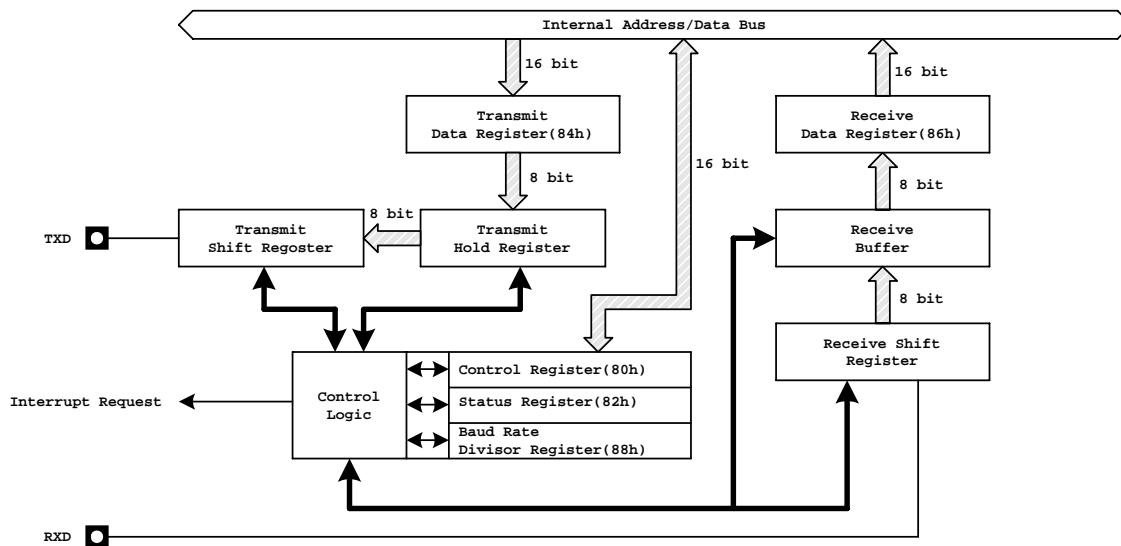 Internal Address/Data Bus
16 bit
16 bit
Transmit
Data Register(84h)
Receive
Data Register(86h)
16 bit
8 bit
8 bit
8 bit
TXD
Transmit
Shift Regoster
Transmit
Hold Register
Receive
Buffer
8 bit
Receive Shift
Register
Control
Logic
Control Register(80h)
Status Register(82h)
Baud Rate
Divisor Register(88h)
Interrupt Request
RXD